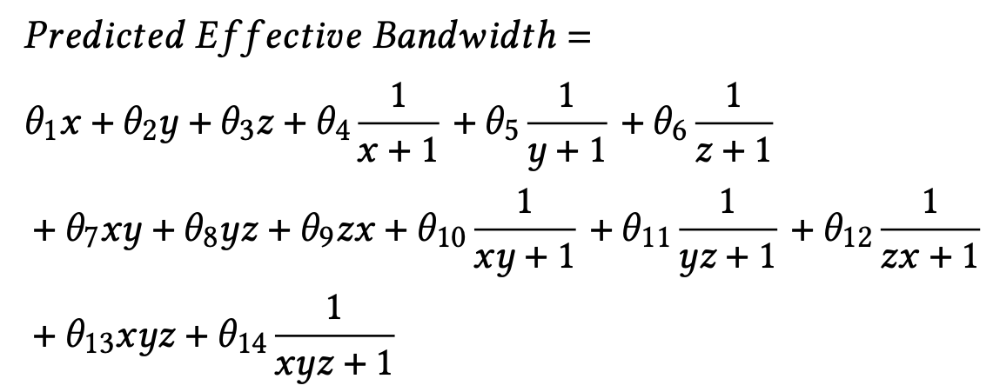 Predicted Effective Bandwidth =
θ₁x + θ₂y + θ₃z + θ₄ 1/(x + 1) + θ₅ 1/(y + 1) + θ₆ 1/(z + 1)
+ θ₇xy + θ₈yz + θ₉zx + θ₁₀ 1/(xy + 1) + θ₁₁ 1/(yz + 1) + θ₁₂ 1/(zx + 1)
+ θ₁₃xyz + θ₁₄ 1/(xyz + 1)